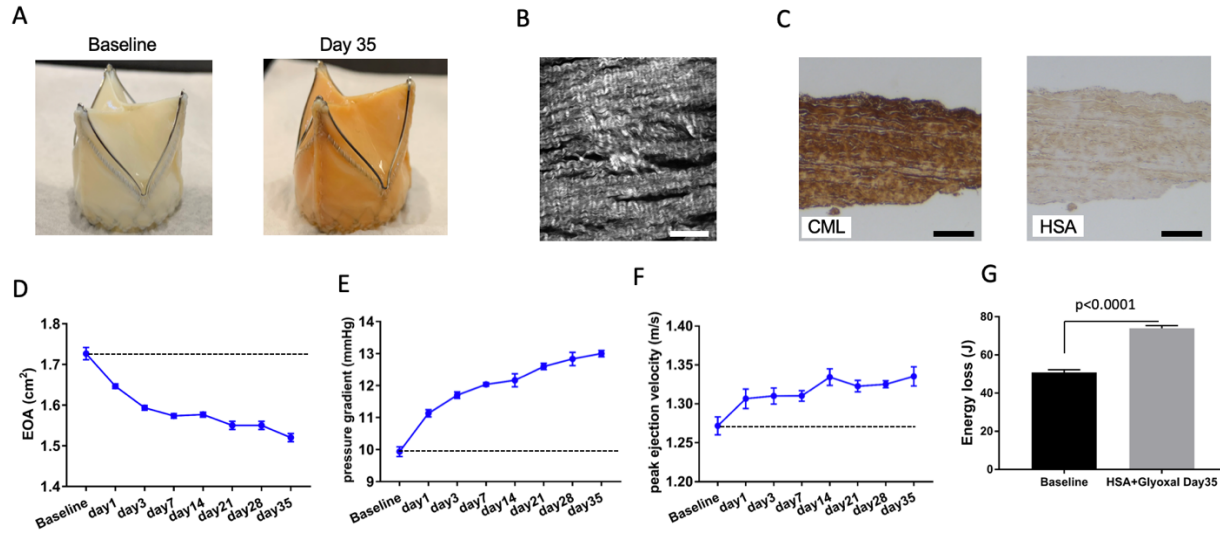 A
B
C
Baseline
Day 35
CML
HSA
D
E
F
G
EOA (cm²)
1.8
1.7
1.6
1.5
1.4
Baseline
day1
day3
day7
day14
day21
day28
day35
pressure gradient (mmHg)
14
13
12
11
10
9
Baseline
day1
day3
day7
day14
day21
day28
day35
peak ejection velocity (m/s)
1.40
1.35
1.30
1.25
1.20
Baseline
day1
day3
day7
day14
day21
day28
day35
p<0.0001
Energy loss (J)
80
60
40
20
0
Baseline
HSA+Glyoxal Day35